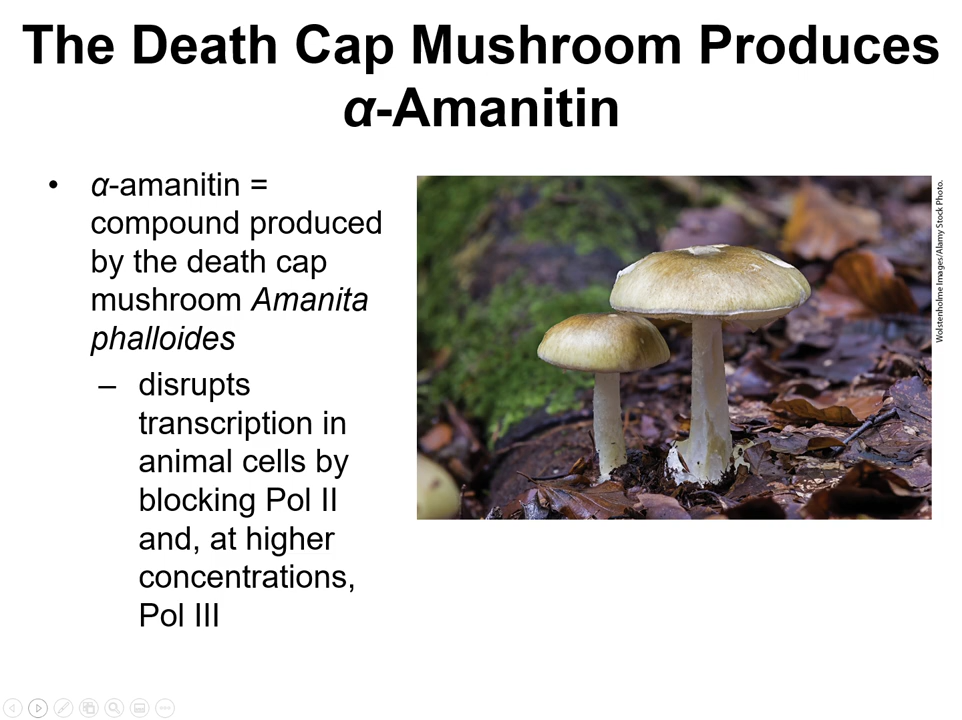 The Death Cap Mushroom Produces
α-Amanitin
• α-amanitin =
compound produced
by the death cap
mushroom Amanita
phalloides
– disrupts
transcription in
animal cells by
blocking Pol II
and, at higher
concentrations,
Pol III
Wolstenholme Images/Alamy Stock Photo.